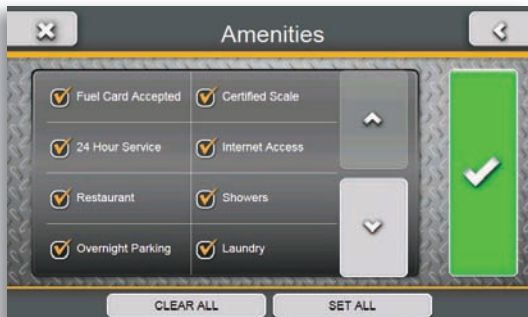 Amenities
Fuel Card Accepted
Certified Scale
24 Hour Service
Internet Access
Restaurant
Showers
Overnight Parking
Laundry
CLEAR ALL
SET ALL